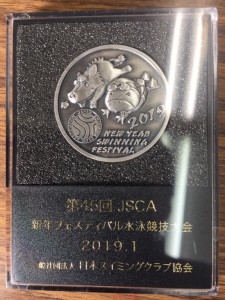 2019
NEW YEAR
SWIMMING
FESTIVAL
第45回 JSCA
新年フェスティバル水泳競技大会
2019.1
一般社団法人 日本スイミングクラブ協会